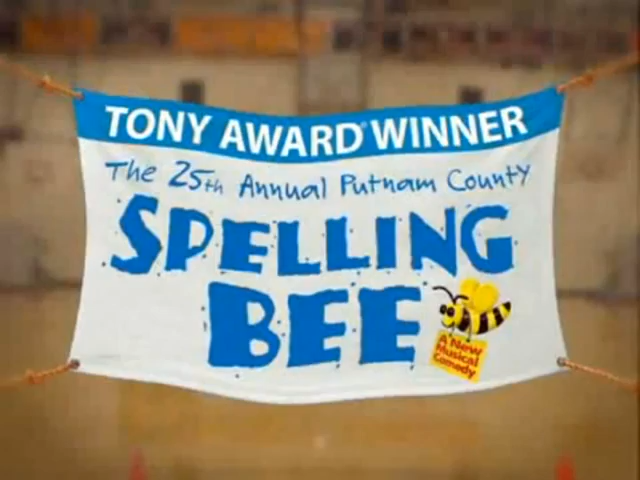 TONY AWARD® WINNER
The 25th Annual Putnam County
SPELLING
BEE
A New
Musical
Comedy